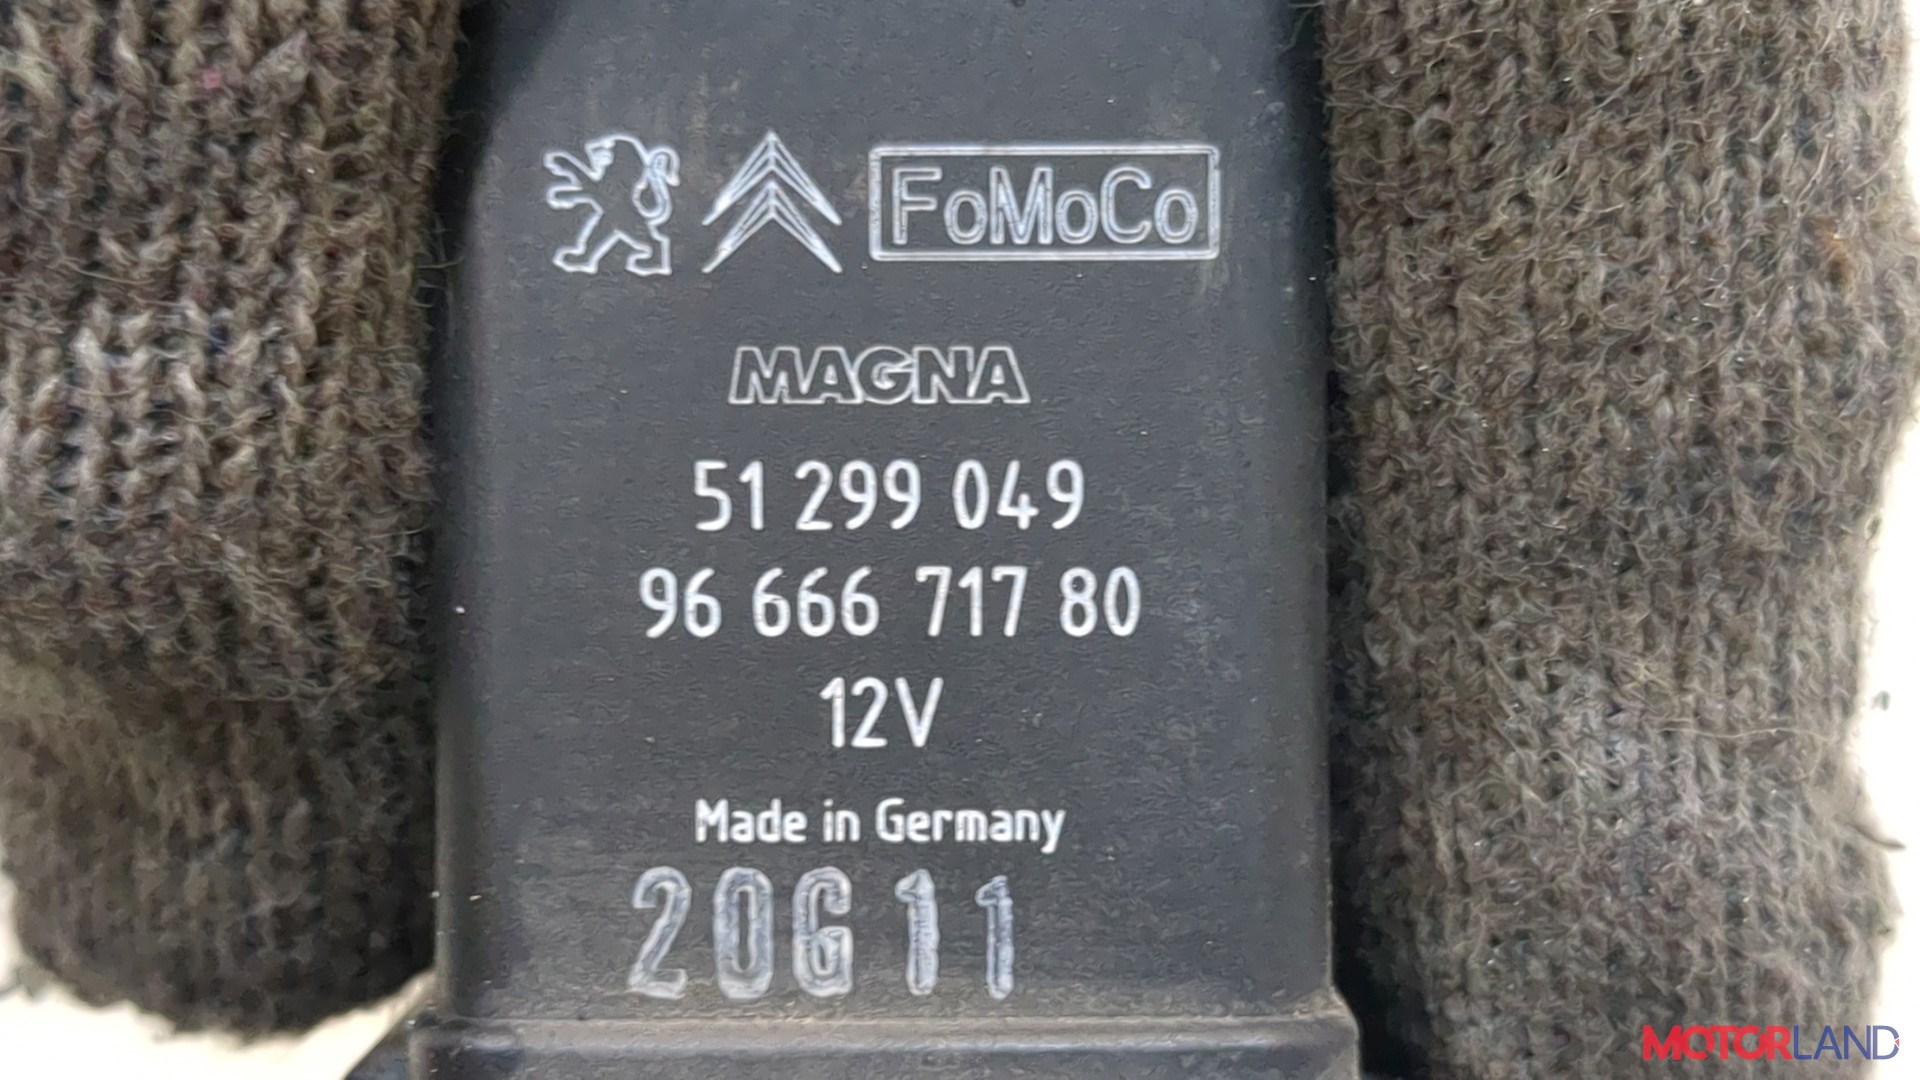 FoMoCo
MAGNA
51 299 049
96 666 717 80
12V
Made in Germany
20G11
MOTORLAND